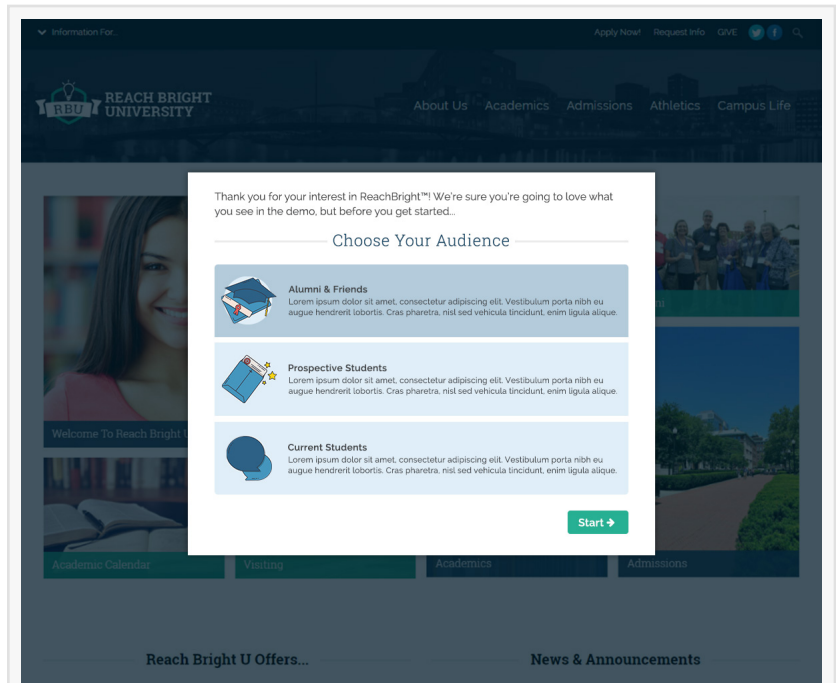 Information For..
Apply Now! Request Info GIVE
RBU
REACH BRIGHT
UNIVERSITY
About Us Academics Admissions Athletics Campus Life
Thank you for your interest in ReachBright™! We're sure you're going to love what
you see in the demo, but before you get started...
Choose Your Audience
Alumni & Friends
Lorem ipsum dolor sit amet, consectetur adipiscing elit. Vestibulum porta nibh eu
augue hendrerit lobortis. Cras pharetra, nisl sed vehicula tincidunt, enim ligula alique.
Prospective Students
Lorem ipsum dolor sit amet, consectetur adipiscing elit. Vestibulum porta nibh eu
augue hendrerit lobortis. Cras pharetra, nisl sed vehicula tincidunt, enim ligula alique.
Current Students
Lorem ipsum dolor sit amet, consectetur adipiscing elit. Vestibulum porta nibh eu
augue hendrerit lobortis. Cras pharetra, nisl sed vehicula tincidunt, enim ligula alique.
Start
Welcome To Reach Bright U
ni
Academic Calendar
Visiting
Academics
Admissions
Reach Bright U Offers...
News & Announcements